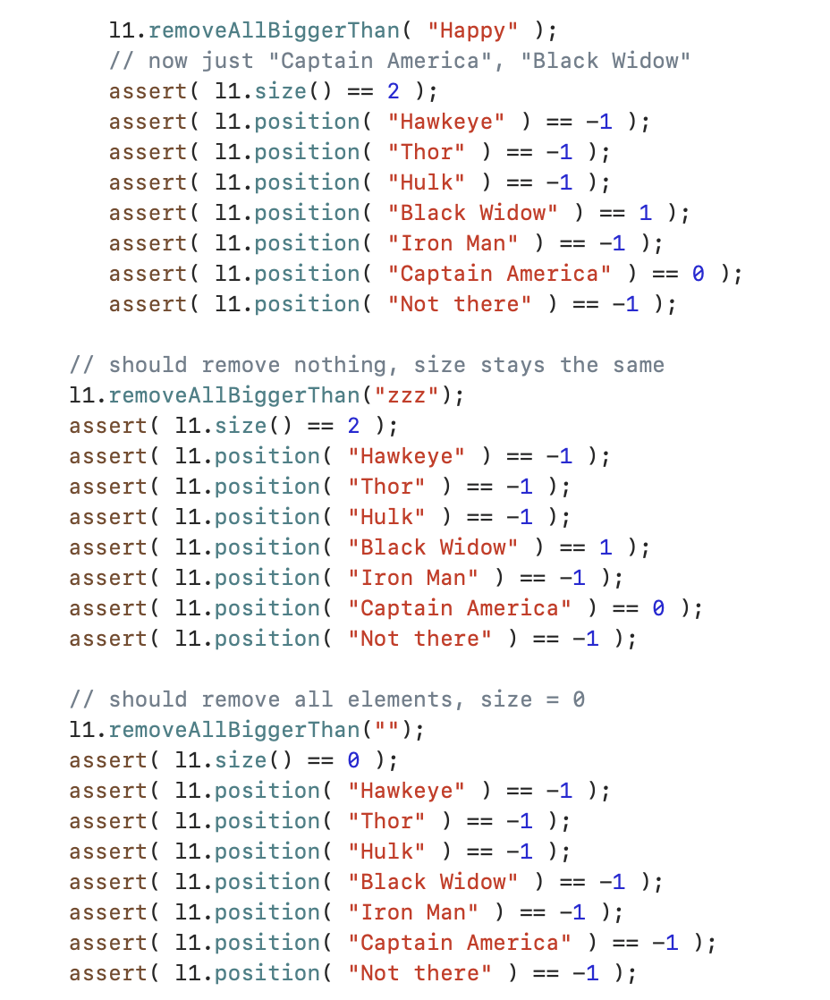 l1.removeAllBiggerThan( "Happy" );
// now just "Captain America", "Black Widow"
assert( l1.size() == 2 );
assert( l1.position( "Hawkeye" ) == -1 );
assert( l1.position( "Thor" ) == -1 );
assert( l1.position( "Hulk" ) == -1 );
assert( l1.position( "Black Widow" ) == 1 );
assert( l1.position( "Iron Man" ) == -1 );
assert( l1.position( "Captain America" ) == 0 );
assert( l1.position( "Not there" ) == -1 );
// should remove nothing, size stays the same
l1.removeAllBiggerThan("zzz");
assert( l1.size() == 2 );
assert( l1.position( "Hawkeye" ) == -1 );
assert( l1.position( "Thor" ) == -1 );
assert( l1.position( "Hulk" ) == -1 );
assert( l1.position( "Black Widow" ) == 1 );
assert( l1.position( "Iron Man" ) == -1 );
assert( l1.position( "Captain America" ) == 0 );
assert( l1.position( "Not there" ) == -1 );
// should remove all elements, size = 0
l1.removeAllBiggerThan("");
assert( l1.size() == 0 );
assert( l1.position( "Hawkeye" ) == -1 );
assert( l1.position( "Thor" ) == -1 );
assert( l1.position( "Hulk" ) == -1 );
assert( l1.position( "Black Widow" ) == -1 );
assert( l1.position( "Iron Man" ) == -1 );
assert( l1.position( "Captain America" ) == -1 );
assert( l1.position( "Not there" ) == -1 );